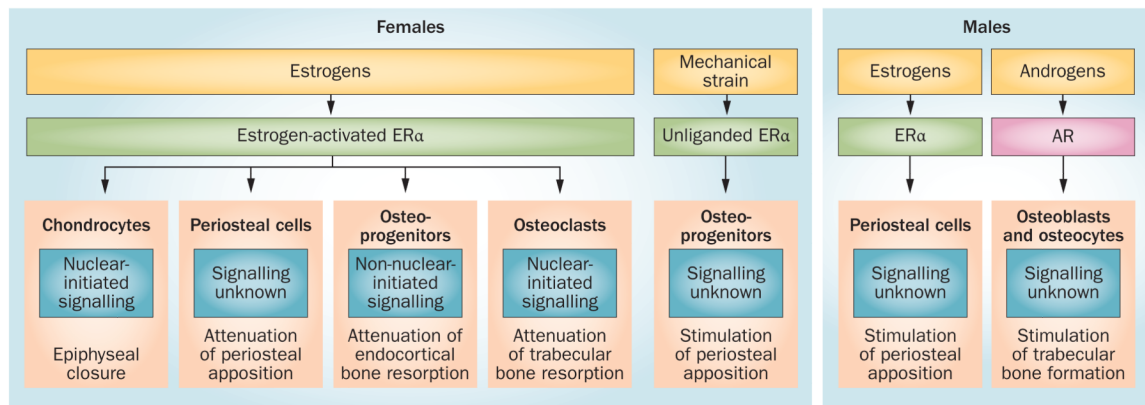 Females
Estrogens
Mechanical
strain
Estrogen-activated ERα
Unliganded ERα
Chondrocytes
Nuclear-
initiated
signalling
Epiphyseal
closure
Periosteal cells
Signalling
unknown
Attenuation
of periosteal
apposition
Osteo-
progenitors
Non-nuclear-
initiated
signalling
Attenuation of
endocortical
bone resorption
Osteoclasts
Nuclear-
initiated
signalling
Attenuation
of trabecular
bone resorption
Osteo-
progenitors
Signalling
unknown
Stimulation
of periosteal
apposition
Males
Estrogens
Androgens
ERα
AR
Periosteal cells
Signalling
unknown
Stimulation
of periosteal
apposition
Osteoblasts
and osteocytes
Signalling
unknown
Stimulation
of trabecular
bone formation